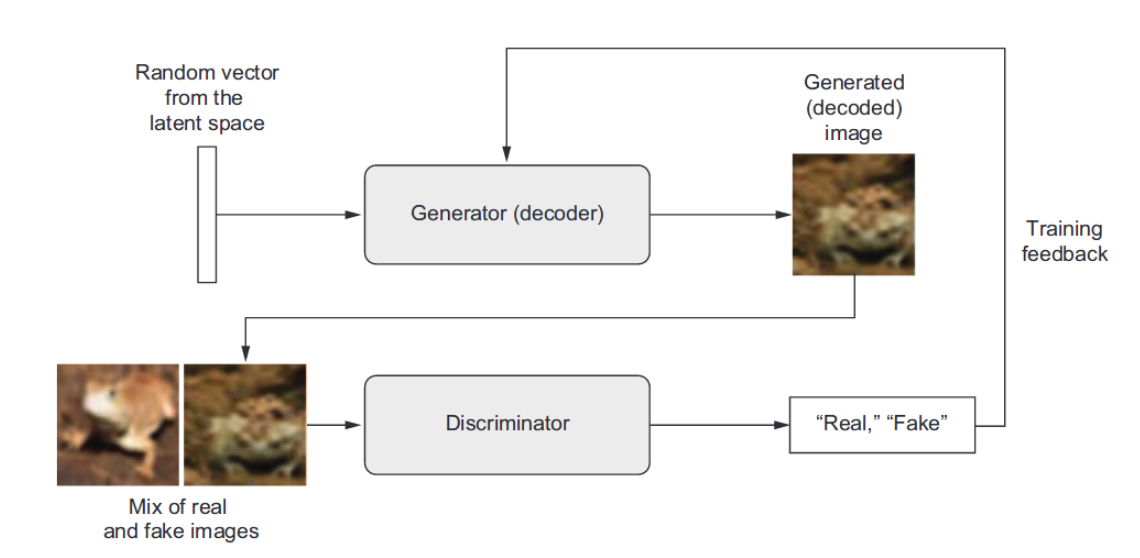 Random vector
from the
latent space
Generator (decoder)
Generated
(decoded)
image
Training
feedback
Mix of real
and fake images
Discriminator
“Real,” “Fake”